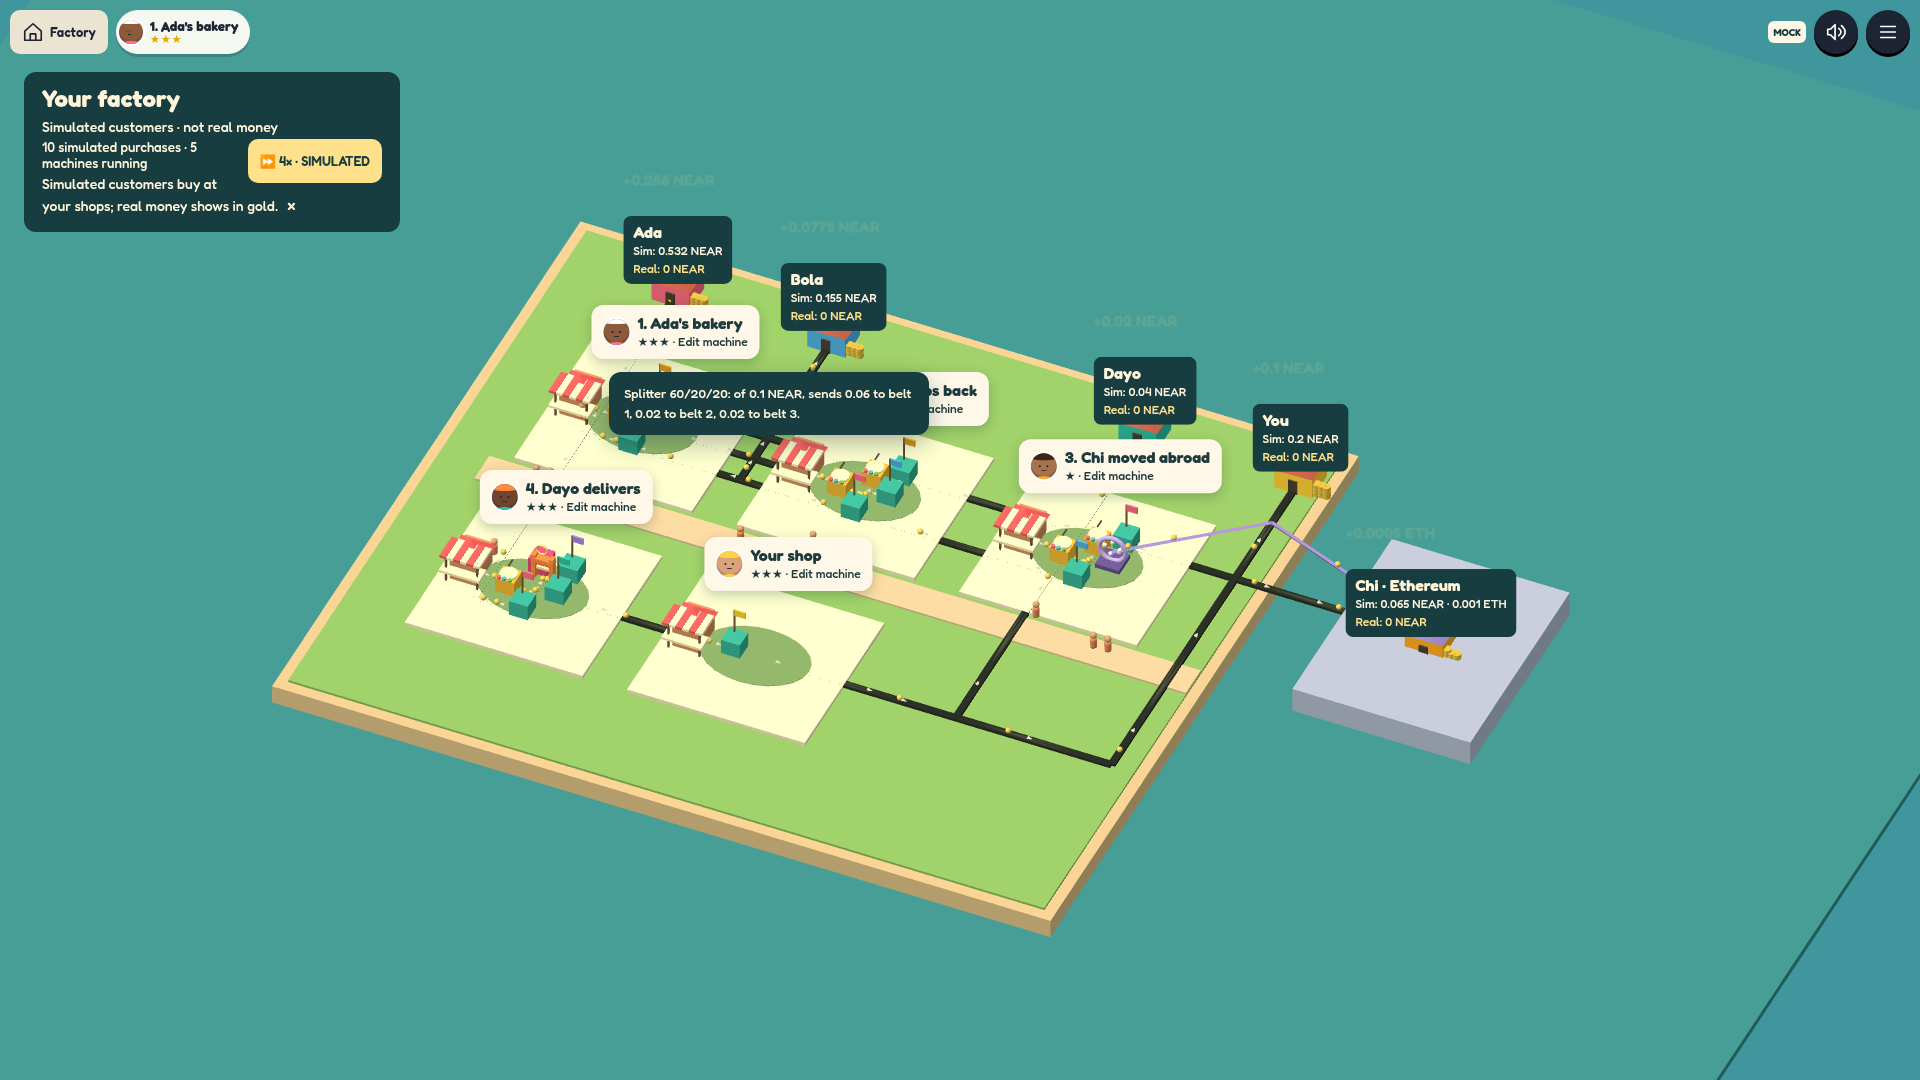 Factory
1. Ada's bakery
★★★
MOCK
Your factory
Simulated customers · not real money
10 simulated purchases · 5
machines running
4x · SIMULATED
Simulated customers buy at
your shops; real money shows in gold. ×
+0.266 NEAR
Ada
Sim: 0.532 NEAR
Real: 0 NEAR
+0.0775 NEAR
Bola
Sim: 0.155 NEAR
Real: 0 NEAR
1. Ada's bakery
★★★ · Edit machine
Splitter 60/20/20: of 0.1 NEAR, sends 0.06 to belt
1, 0.02 to belt 2, 0.02 to belt 3.
back
+0.02 NEAR
Dayo
Sim: 0.04 NEAR
Real: 0 NEAR
+0.1 NEAR
You
Sim: 0.2 NEAR
Real: 0 NEAR
3. Chi moved abroad
★ · Edit machine
4. Dayo delivers
★★★ · Edit machine
Your shop
★★★ · Edit machine
+0.0005 ETH
Chi · Ethereum
Sim: 0.065 NEAR · 0.001 ETH
Real: 0 NEAR